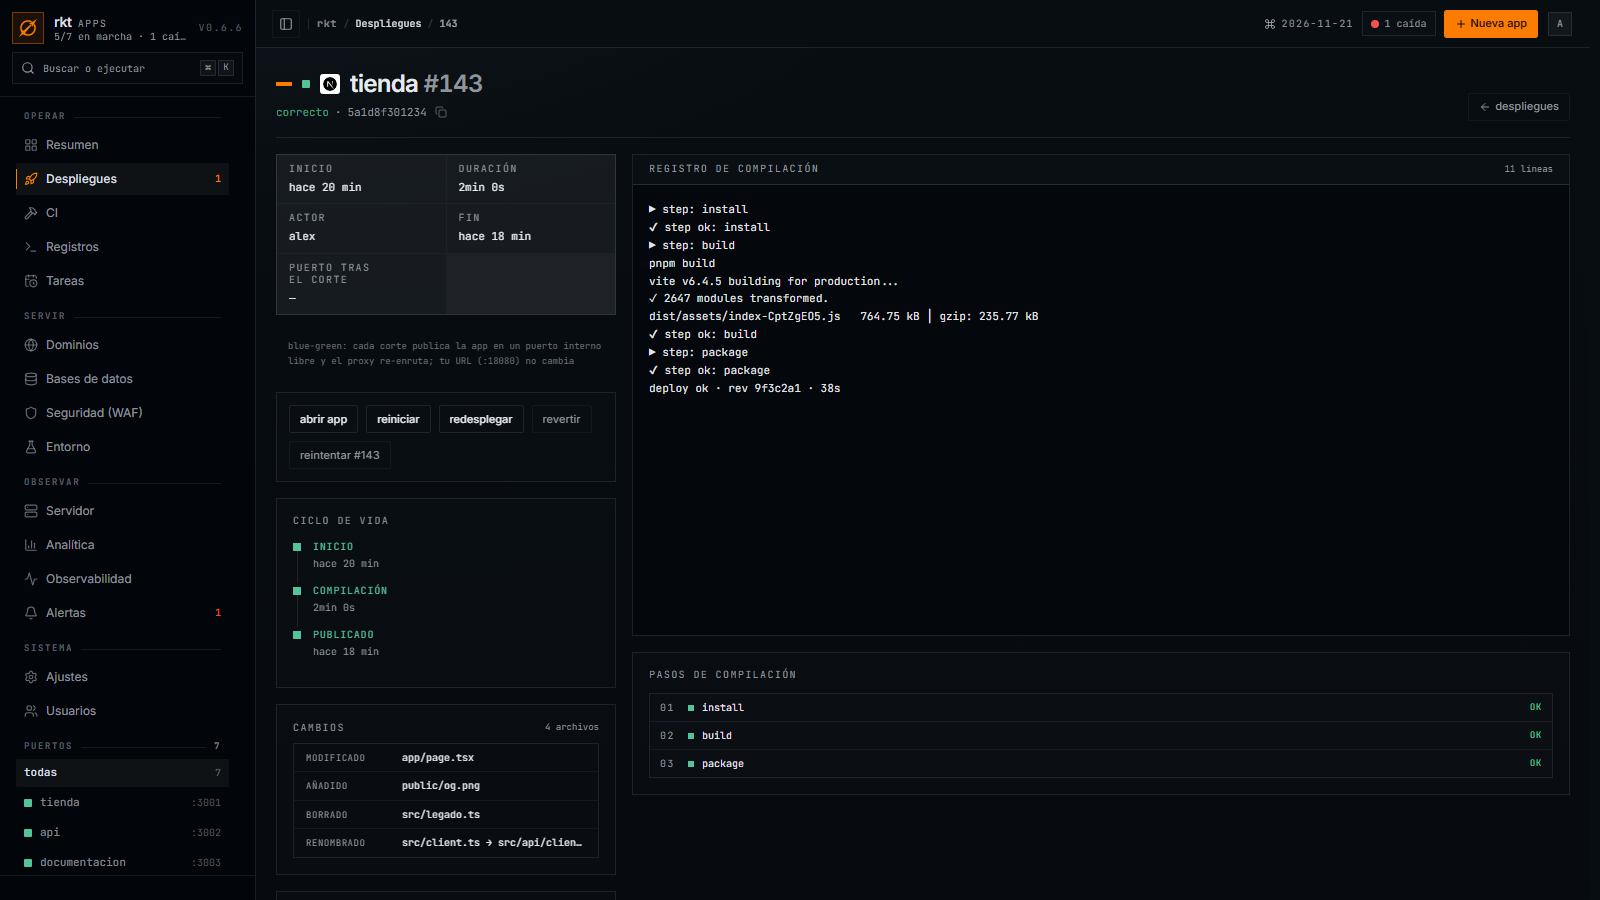 rkt APPS
V0.6.6
5/7 en marcha · 1 caí…
Buscar o ejecutar
⌘ K
OPERAR
Resumen
Despliegues 1
CI
Registros
Tareas
SERVIR
Dominios
Bases de datos
Seguridad (WAF)
Entorno
OBSERVAR
Servidor
Analítica
Observabilidad
Alertas 1
SISTEMA
Ajustes
Usuarios
PUERTOS 7
todas 7
tienda :3001
api :3002
documentacion :3003
rkt / Despliegues / 143
⌘ 2026-11-21
1 caída
+ Nueva app
A
tienda #143
correcto · 5a1d8f301234
← despliegues
INICIO
hace 20 min
DURACIÓN
2min 0s
ACTOR
alex
FIN
hace 18 min
PUERTO TRAS
EL CORTE
—
blue-green: cada corte publica la app en un puerto interno
libre y el proxy re-enruta; tu URL (:18080) no cambia
abrir app
reiniciar
redesplegar
revertir
reintentar #143
CICLO DE VIDA
INICIO
hace 20 min
COMPILACIÓN
2min 0s
PUBLICADO
hace 18 min
CAMBIOS 4 archivos
MODIFICADO app/page.tsx
AÑADIDO public/og.png
BORRADO src/legado.ts
RENOMBRADO src/client.ts → src/api/clien…
REGISTRO DE COMPILACIÓN 11 líneas
▶ step: install
✓ step ok: install
▶ step: build
pnpm build
vite v6.4.5 building for production...
✓ 2647 modules transformed.
dist/assets/index-CptZgEO5.js 764.75 kB │ gzip: 235.77 kB
✓ step ok: build
▶ step: package
✓ step ok: package
deploy ok · rev 9f3c2a1 · 38s
PASOS DE COMPILACIÓN
01 install OK
02 build OK
03 package OK